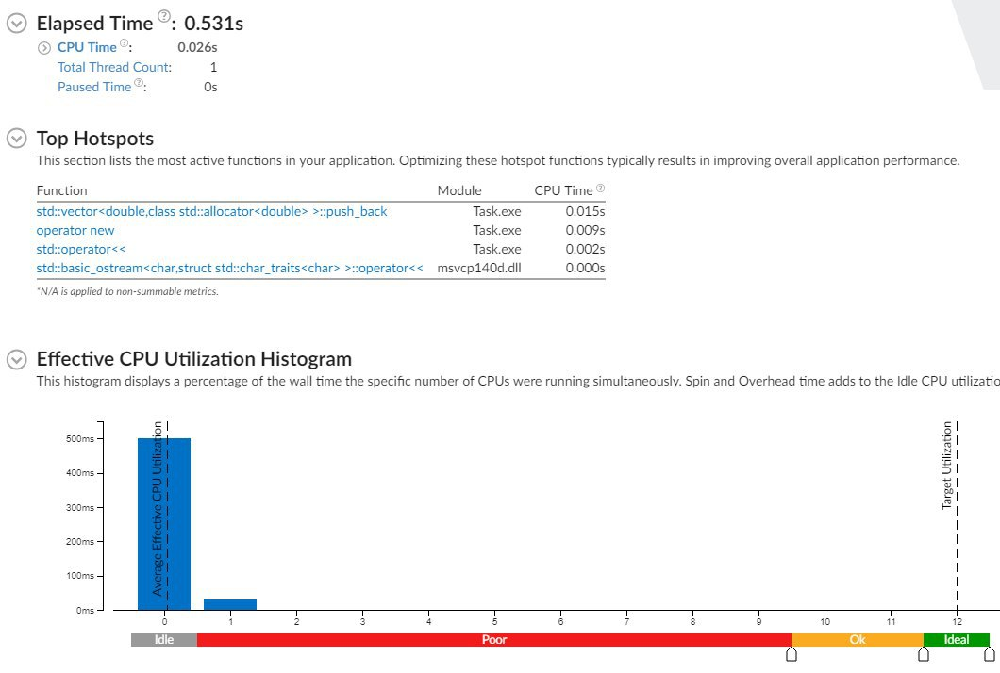 Elapsed Time ?: 0.531s
CPU Time ?: 0.026s
Total Thread Count: 1
Paused Time ?: 0s
Top Hotspots
This section lists the most active functions in your application. Optimizing these hotspot functions typically results in improving overall application performance.
Function Module CPU Time ?
std::vector<double,class std::allocator<double> >::push_back Task.exe 0.015s
operator new Task.exe 0.009s
std::operator<< Task.exe 0.002s
std::basic_ostream<char,struct std::char_traits<char> >::operator<< msvcp140d.dll 0.000s
*N/A is applied to non-summable metrics.
Effective CPU Utilization Histogram
This histogram displays a percentage of the wall time the specific number of CPUs were running simultaneously. Spin and Overhead time adds to the Idle CPU utilizatio
500ms
400ms
300ms
200ms
100ms
0ms
Average Effective CPU Utilization
Target Utilization
0 1 2 3 4 5 6 7 8 9 10 11 12
Idle Poor Ok Ideal